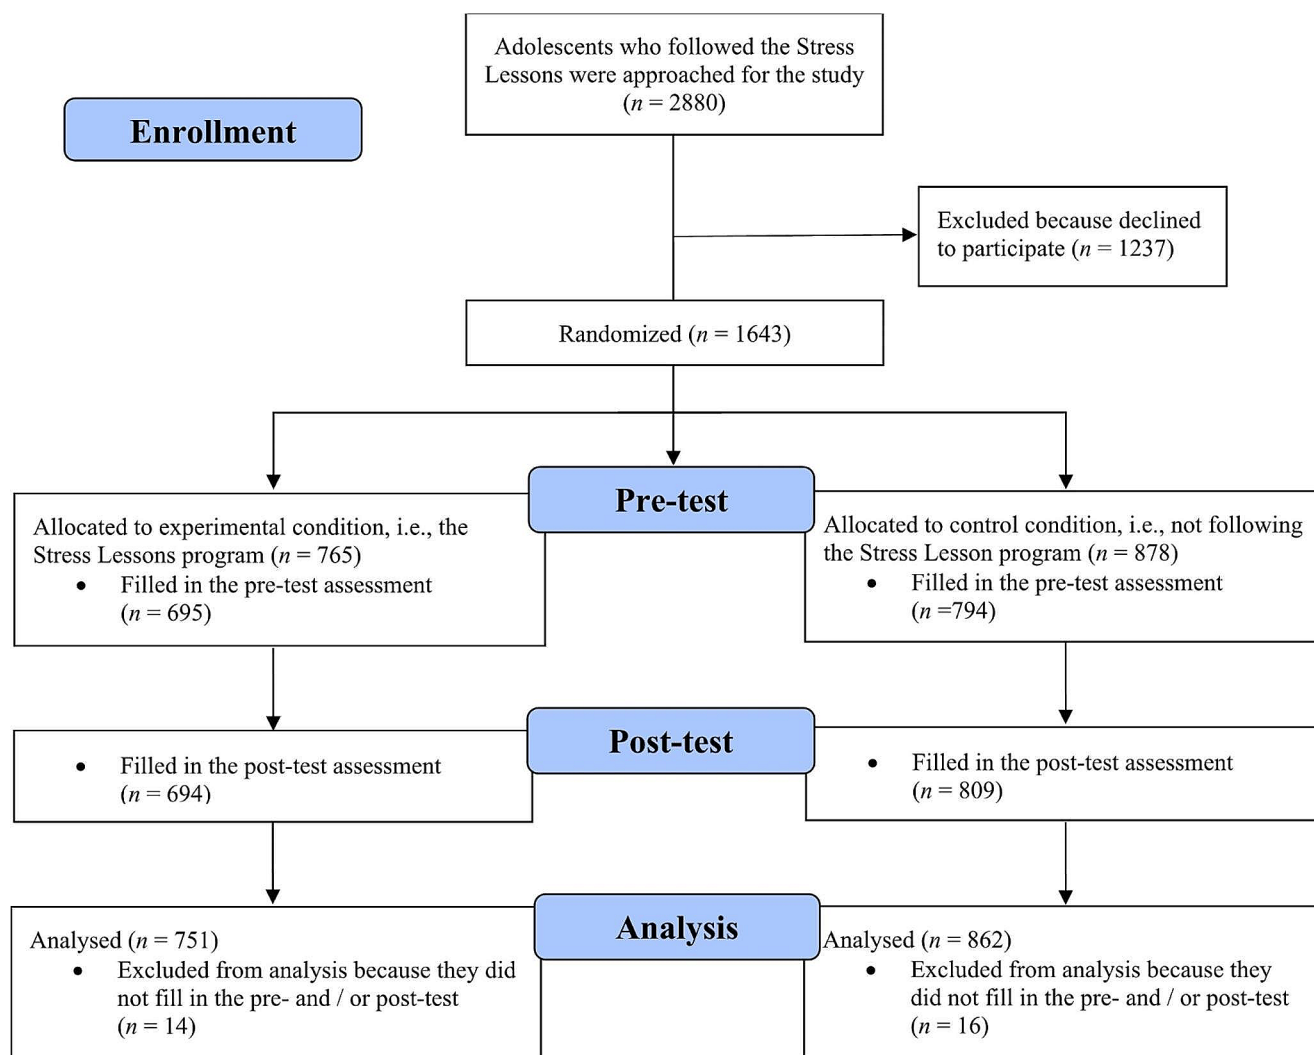 Adolescents who followed the Stress
Lessons were approached for the study
(n = 2880)
Enrollment
Excluded because declined
to participate (n = 1237)
Randomized (n = 1643)
Pre-test
Allocated to experimental condition, i.e., the
Stress Lessons program (n = 765)
• Filled in the pre-test assessment
(n = 695)
Allocated to control condition, i.e., not following
the Stress Lesson program (n = 878)
• Filled in the pre-test assessment
(n =794)
Post-test
• Filled in the post-test assessment
(n = 694)
• Filled in the post-test assessment
(n = 809)
Analysis
Analysed (n = 751)
• Excluded from analysis because they did
not fill in the pre- and / or post-test
(n = 14)
Analysed (n = 862)
• Excluded from analysis because they
did not fill in the pre- and / or post-test
(n = 16)